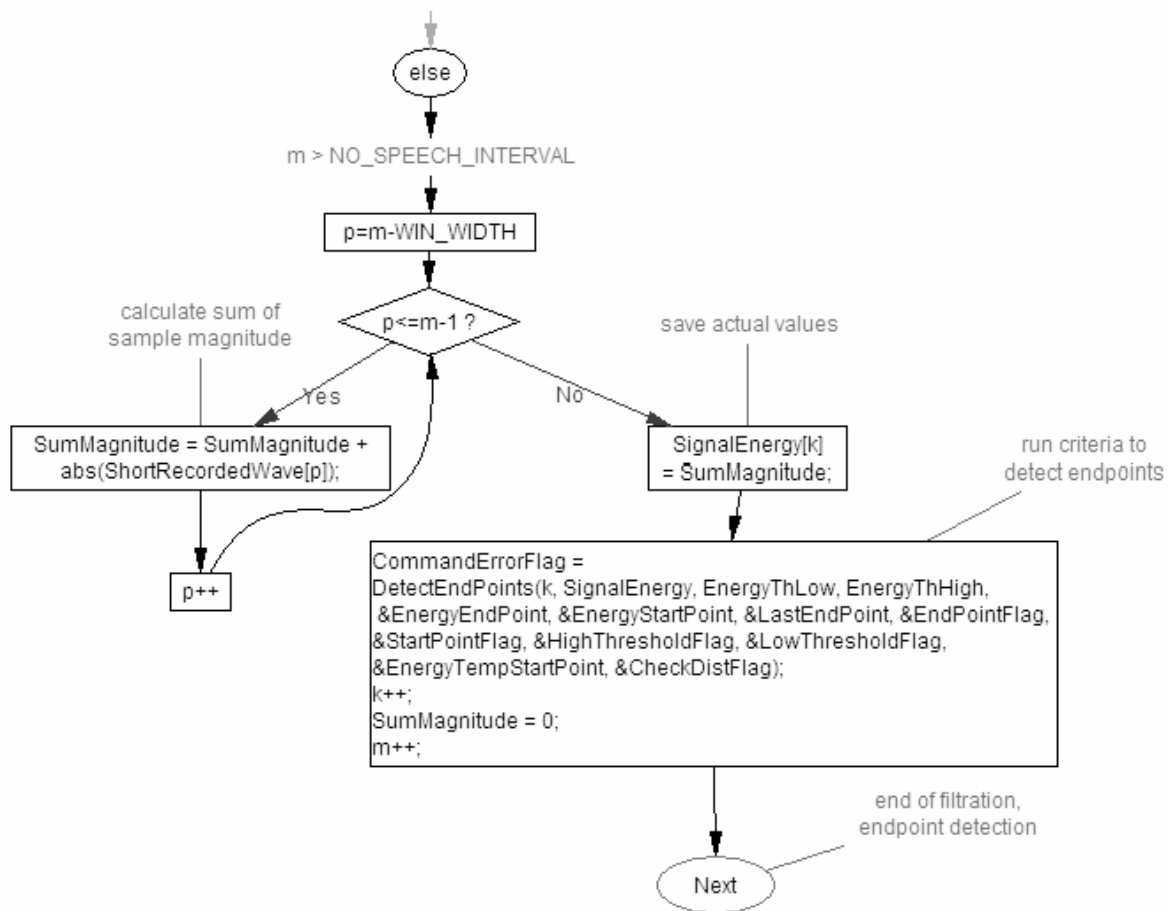 else
m > NO_SPEECH_INTERVAL
p=m-WIN_WIDTH
calculate sum of
sample magnitude
p<=m-1 ?
save actual values
Yes
No
SumMagnitude = SumMagnitude +
abs(ShortRecordedWave[p]);
SignalEnergy[k]
= SumMagnitude;
run criteria to
detect endpoints
p++
CommandErrorFlag =
DetectEndPoints(k, SignalEnergy, EnergyThLow, EnergyThHigh,
&EnergyEndPoint, &EnergyStartPoint, &LastEndPoint, &EndPointFlag,
&StartPointFlag, &HighThresholdFlag, &LowThresholdFlag,
&EnergyTempStartPoint, &CheckDistFlag);
k++;
SumMagnitude = 0;
m++;
end of filtration,
endpoint detection
Next